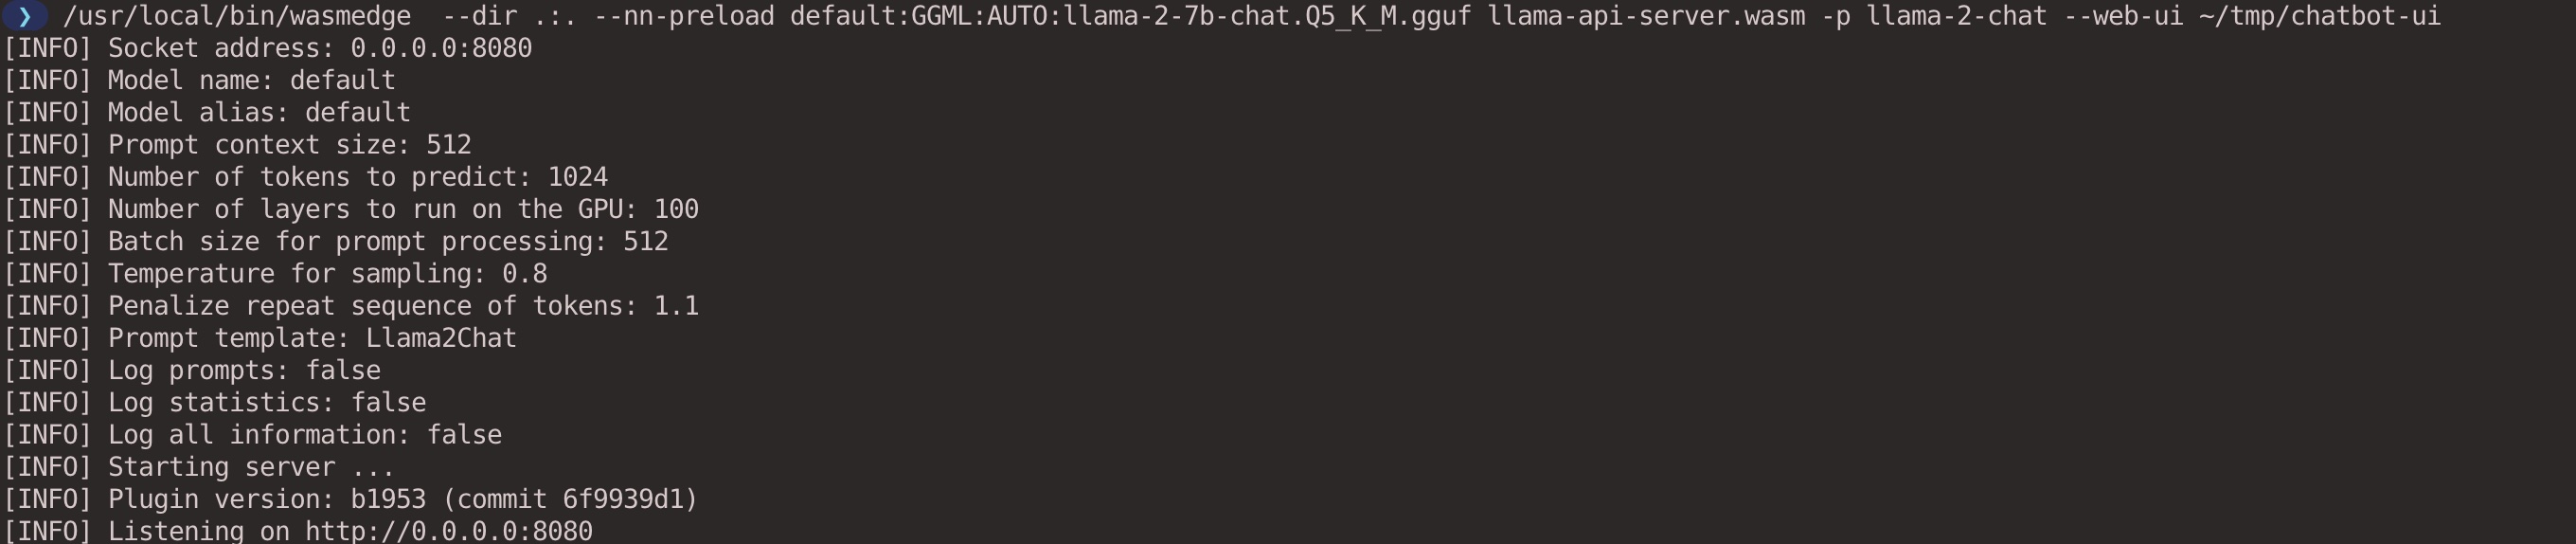 ❯ /usr/local/bin/wasmedge  --dir .:. --nn-preload default:GGML:AUTO:llama-2-7b-chat.Q5_K_M.gguf llama-api-server.wasm -p llama-2-chat --web-ui ~/tmp/chatbot-ui
[INFO] Socket address: 0.0.0.0:8080
[INFO] Model name: default
[INFO] Model alias: default
[INFO] Prompt context size: 512
[INFO] Number of tokens to predict: 1024
[INFO] Number of layers to run on the GPU: 100
[INFO] Batch size for prompt processing: 512
[INFO] Temperature for sampling: 0.8
[INFO] Penalize repeat sequence of tokens: 1.1
[INFO] Prompt template: Llama2Chat
[INFO] Log prompts: false
[INFO] Log statistics: false
[INFO] Log all information: false
[INFO] Starting server ...
[INFO] Plugin version: b1953 (commit 6f9939d1)
[INFO] Listening on http://0.0.0.0:8080